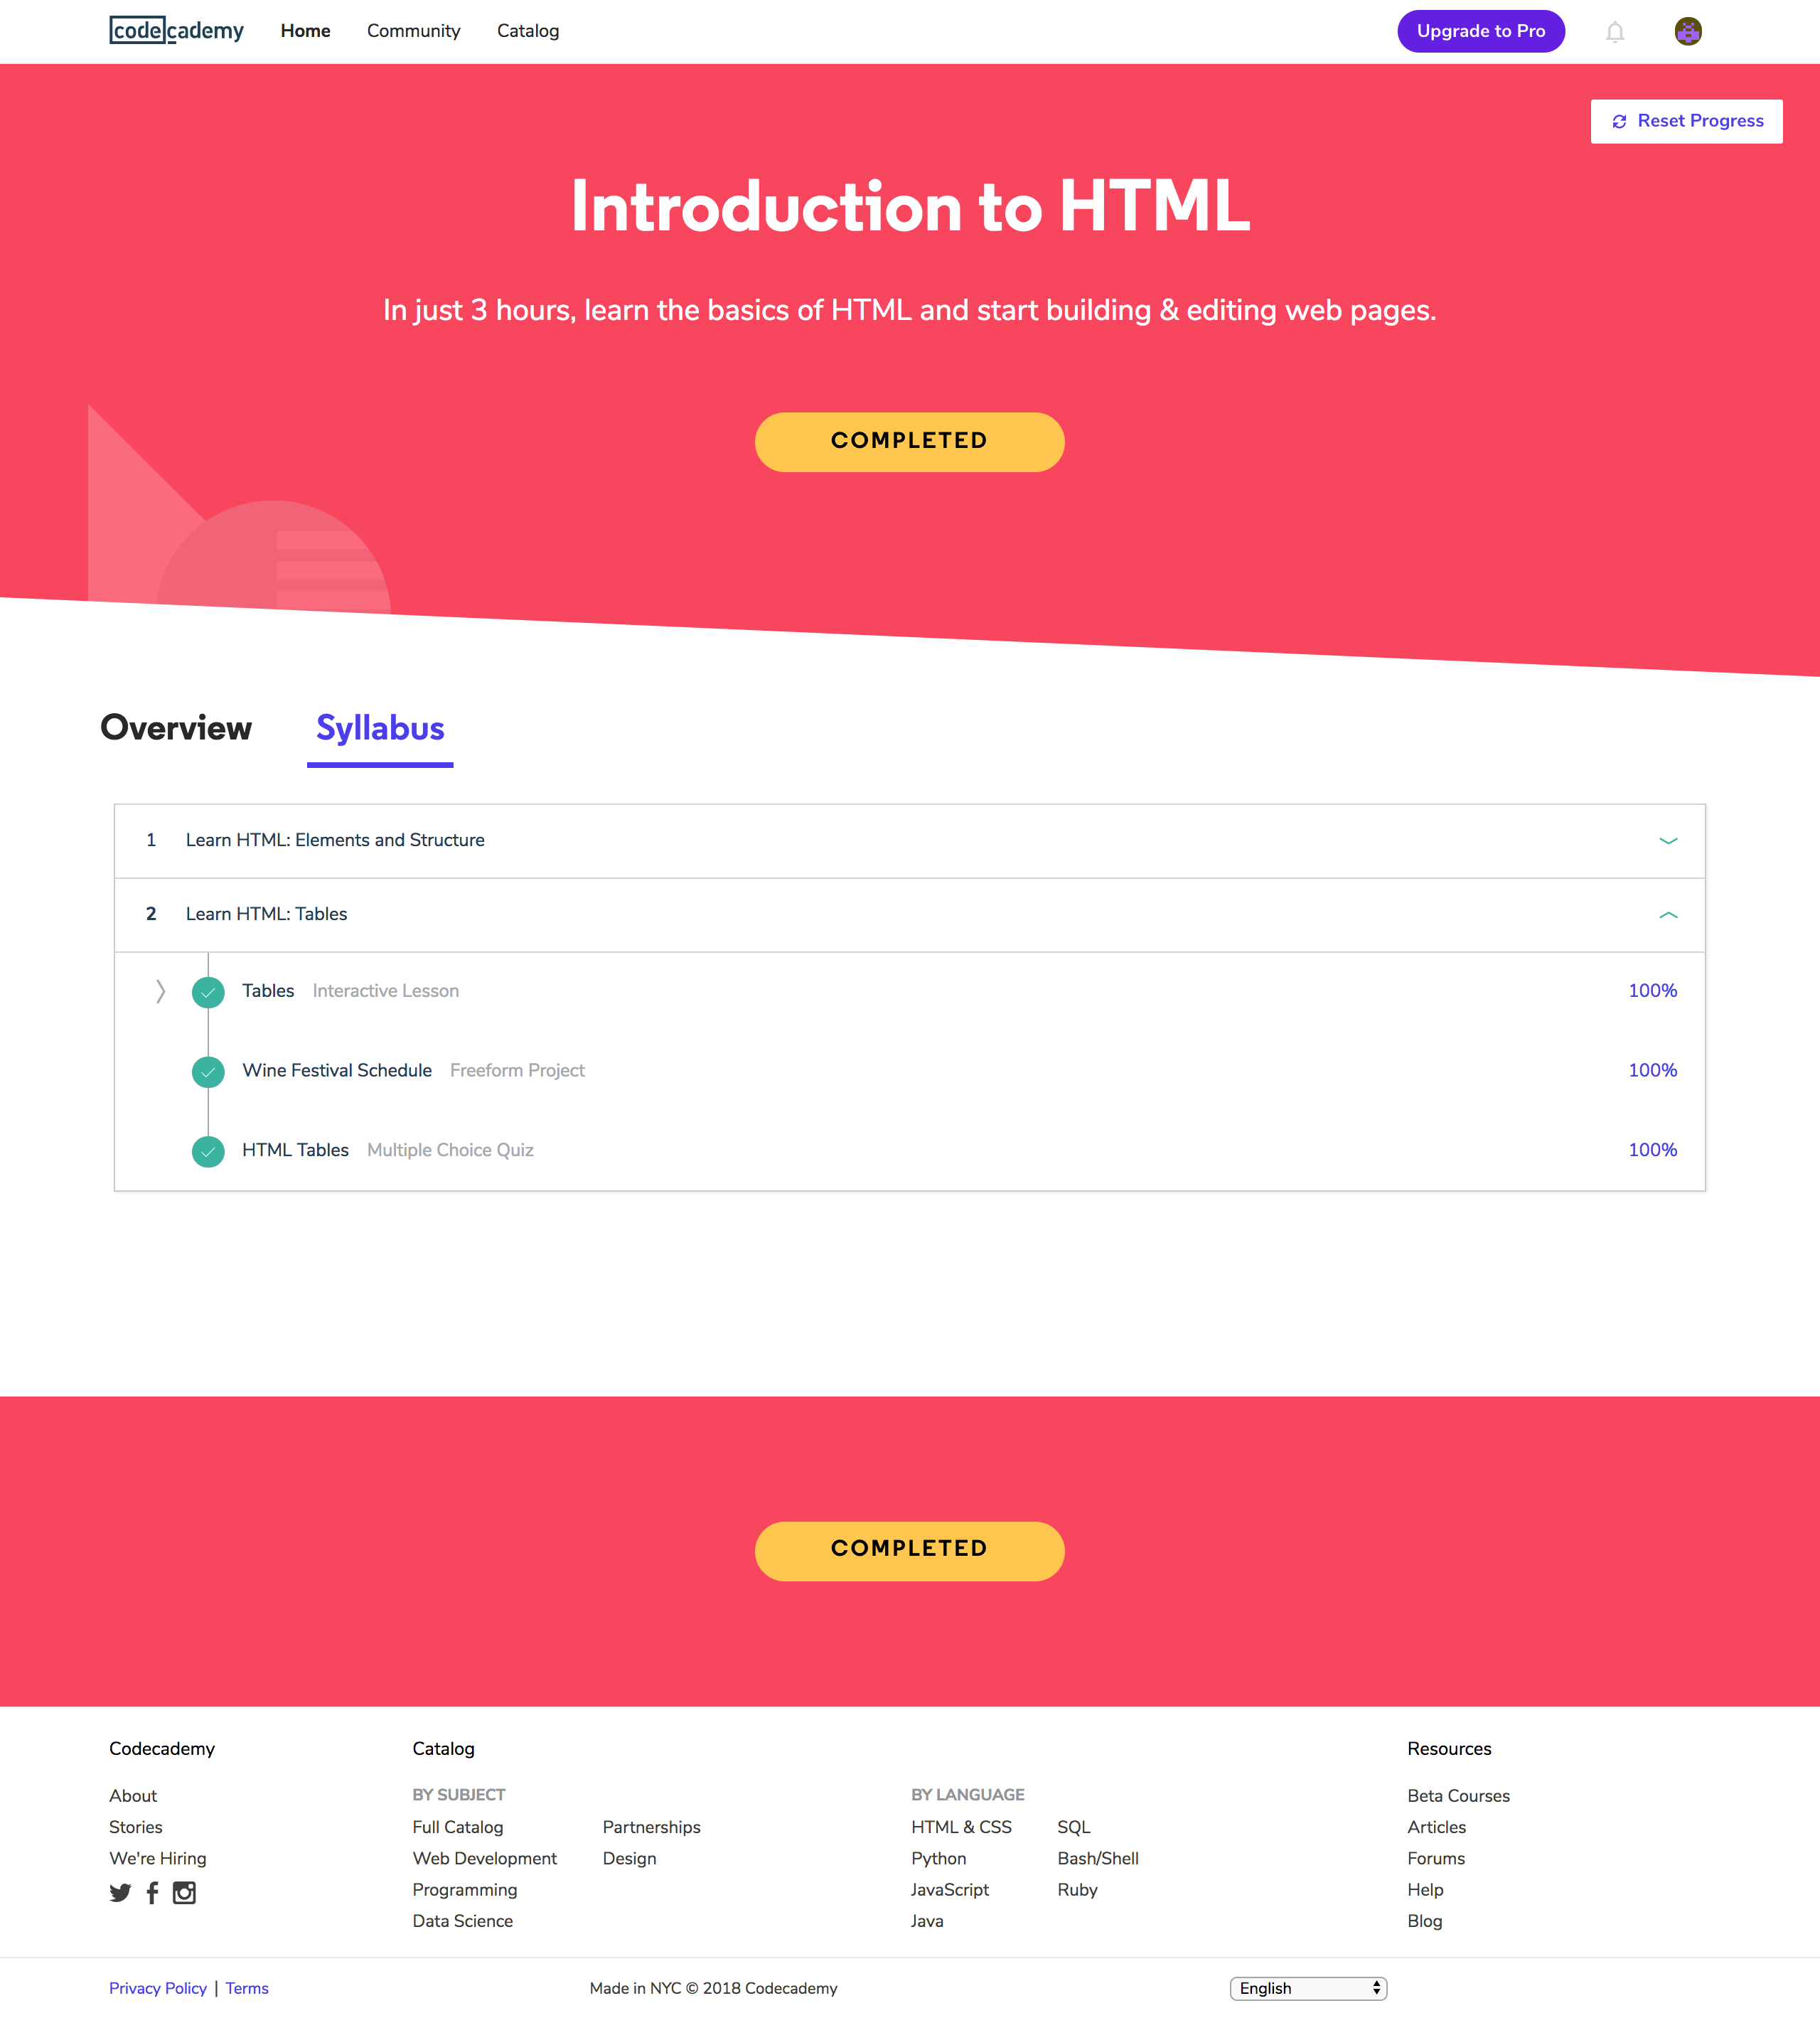 codecademy Home Community Catalog Upgrade to Pro
Reset Progress
Introduction to HTML
In just 3 hours, learn the basics of HTML and start building & editing web pages.
COMPLETED
Overview Syllabus
1 Learn HTML: Elements and Structure
2 Learn HTML: Tables
Tables Interactive Lesson 100%
Wine Festival Schedule Freeform Project 100%
HTML Tables Multiple Choice Quiz 100%
COMPLETED
Codecademy
About
Stories
We're Hiring
Catalog
BY SUBJECT
Full Catalog
Web Development
Programming
Data Science
Partnerships
Design
BY LANGUAGE
HTML & CSS
Python
JavaScript
Java
SQL
Bash/Shell
Ruby
Resources
Beta Courses
Articles
Forums
Help
Blog
Privacy Policy | Terms Made in NYC © 2018 Codecademy English